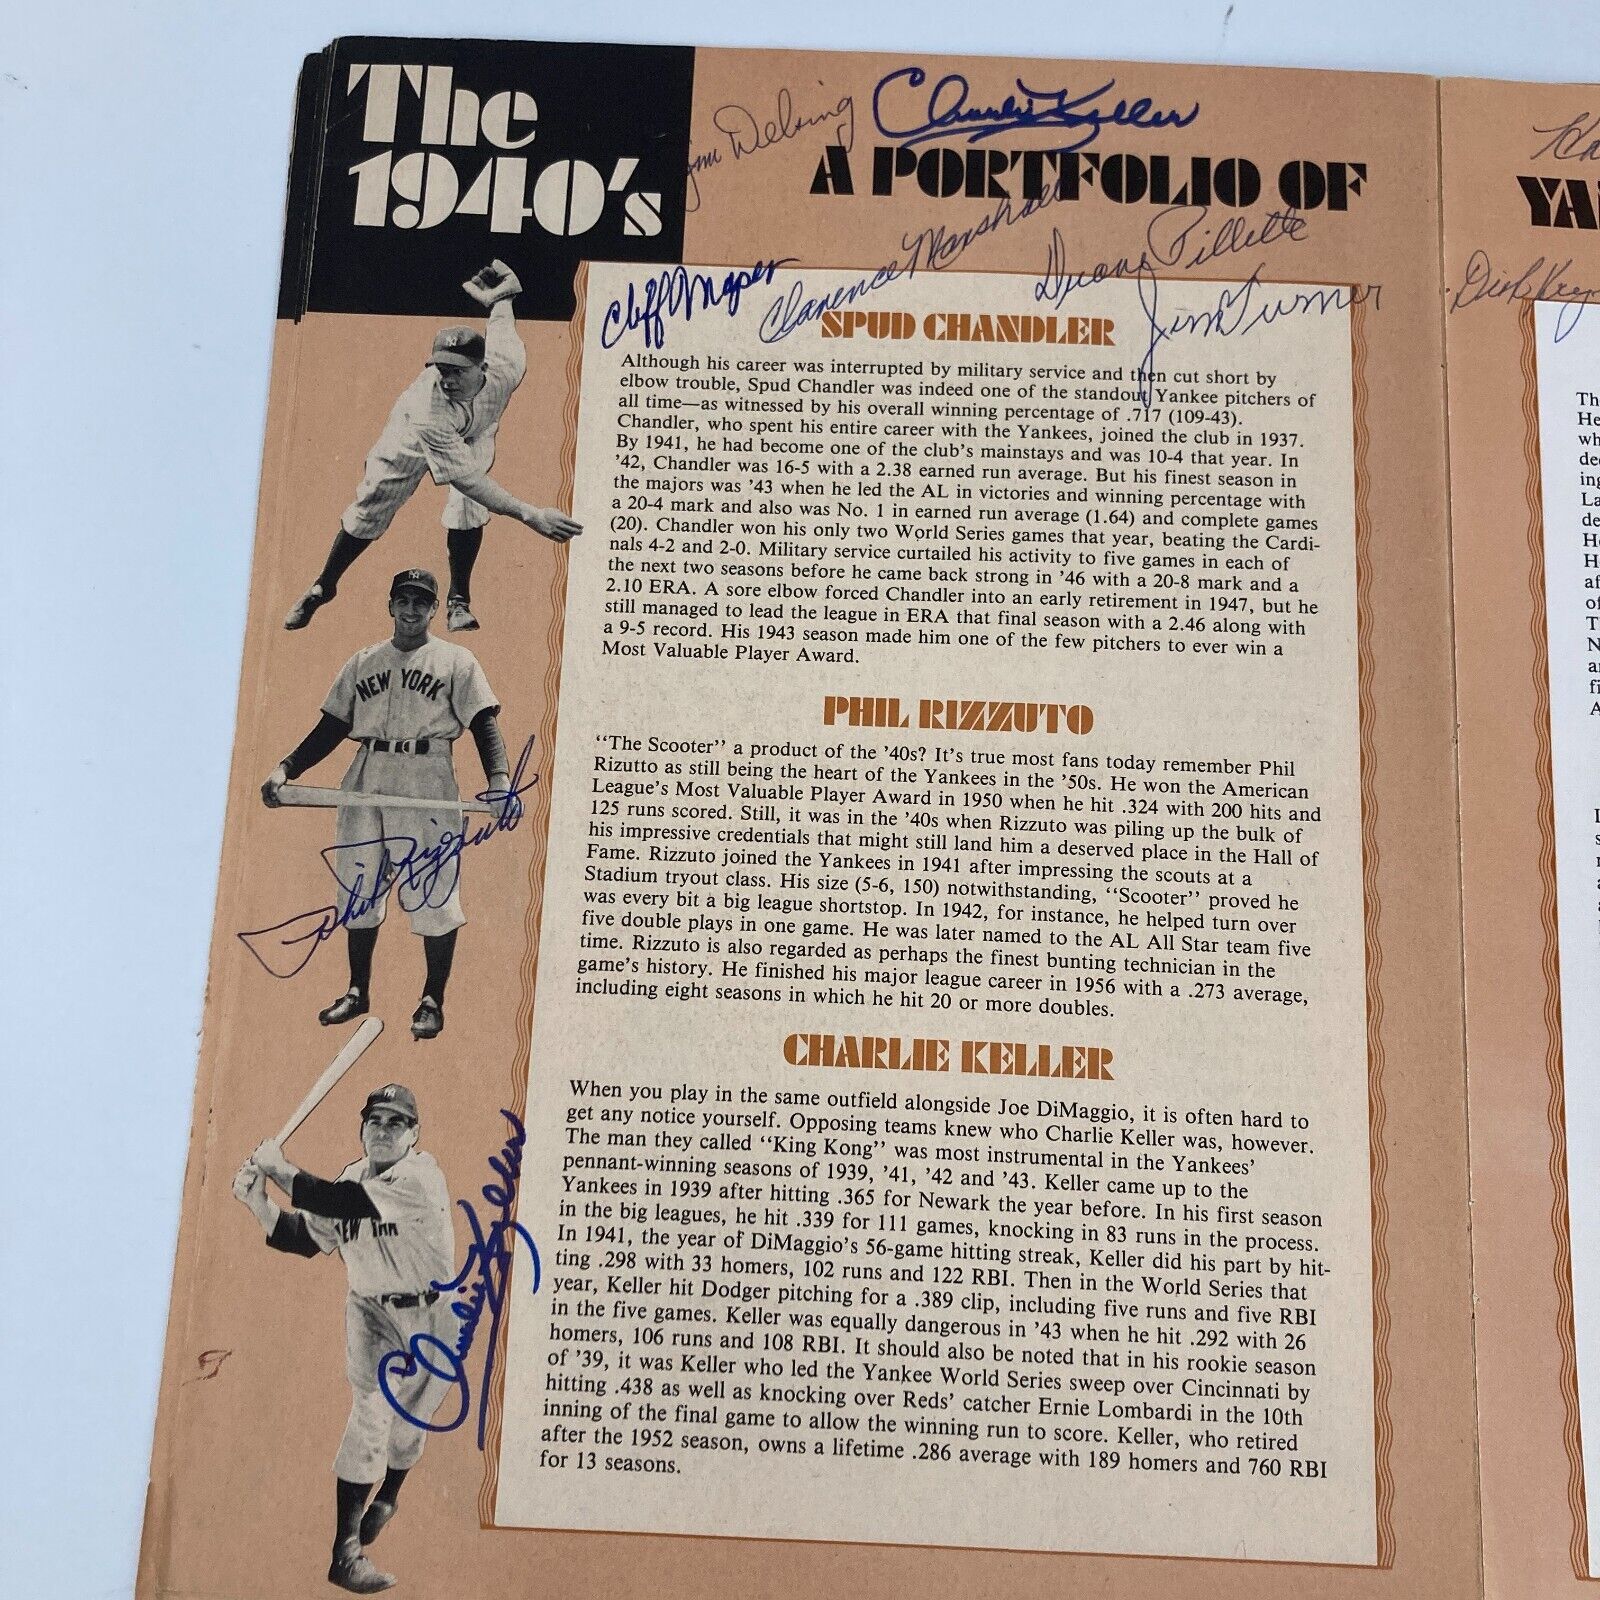 The
1940's
Jim Delsing
Charlie Keller
A PORTFOLIO OF
YA
Cliff Mapes
Clarence Marshall
Duane Pillette
Jim Turner
Dick
SPUD CHANDLER
Although his career was interrupted by military service and then cut short by
elbow trouble, Spud Chandler was indeed one of the standout Yankee pitchers of
all time—as witnessed by his overall winning percentage of .717 (109-43).
Chandler, who spent his entire career with the Yankees, joined the club in 1937.
By 1941, he had become one of the club's mainstays and was 10-4 that year. In
'42, Chandler was 16-5 with a 2.38 earned run average. But his finest season in
the majors was '43 when he led the AL in victories and winning percentage with
a 20-4 mark and also was No. 1 in earned run average (1.64) and complete games
(20). Chandler won his only two World Series games that year, beating the Cardi-
nals 4-2 and 2-0. Military service curtailed his activity to five games in each of
the next two seasons before he came back strong in '46 with a 20-8 mark and a
2.10 ERA. A sore elbow forced Chandler into an early retirement in 1947, but he
still managed to lead the league in ERA that final season with a 2.46 along with
a 9-5 record. His 1943 season made him one of the few pitchers to ever win a
Most Valuable Player Award.
NEW YORK
Phil Rizzuto
PHIL RIZZUTO
"The Scooter" a product of the '40s? It's true most fans today remember Phil
Rizutto as still being the heart of the Yankees in the '50s. He won the American
League's Most Valuable Player Award in 1950 when he hit .324 with 200 hits and
125 runs scored. Still, it was in the '40s when Rizzuto was piling up the bulk of
his impressive credentials that might still land him a deserved place in the Hall of
Fame. Rizzuto joined the Yankees in 1941 after impressing the scouts at a
Stadium tryout class. His size (5-6, 150) notwithstanding, "Scooter" proved he
was every bit a big league shortstop. In 1942, for instance, he helped turn over
five double plays in one game. He was later named to the AL All Star team five
time. Rizzuto is also regarded as perhaps the finest bunting technician in the
game's history. He finished his major league career in 1956 with a .273 average,
including eight seasons in which he hit 20 or more doubles.
Charlie Keller
CHARLIE KELLER
When you play in the same outfield alongside Joe DiMaggio, it is often hard to
get any notice yourself. Opposing teams knew who Charlie Keller was, however.
The man they called "King Kong" was most instrumental in the Yankees'
pennant-winning seasons of 1939, '41, '42 and '43. Keller came up to the
Yankees in 1939 after hitting .365 for Newark the year before. In his first season
in the big leagues, he hit .339 for 111 games, knocking in 83 runs in the process.
In 1941, the year of DiMaggio's 56-game hitting streak, Keller did his part by hit-
ting .298 with 33 homers, 102 runs and 122 RBI. Then in the World Series that
year, Keller hit Dodger pitching for a .389 clip, including five runs and five RBI
in the five games. Keller was equally dangerous in '43 when he hit .292 with 26
homers, 106 runs and 108 RBI. It should also be noted that in his rookie season
of '39, it was Keller who led the Yankee World Series sweep over Cincinnati by
hitting .438 as well as knocking over Reds' catcher Ernie Lombardi in the 10th
inning of the final game to allow the winning run to score. Keller, who retired
after the 1952 season, owns a lifetime .286 average with 189 homers and 760 RBI
for 13 seasons.